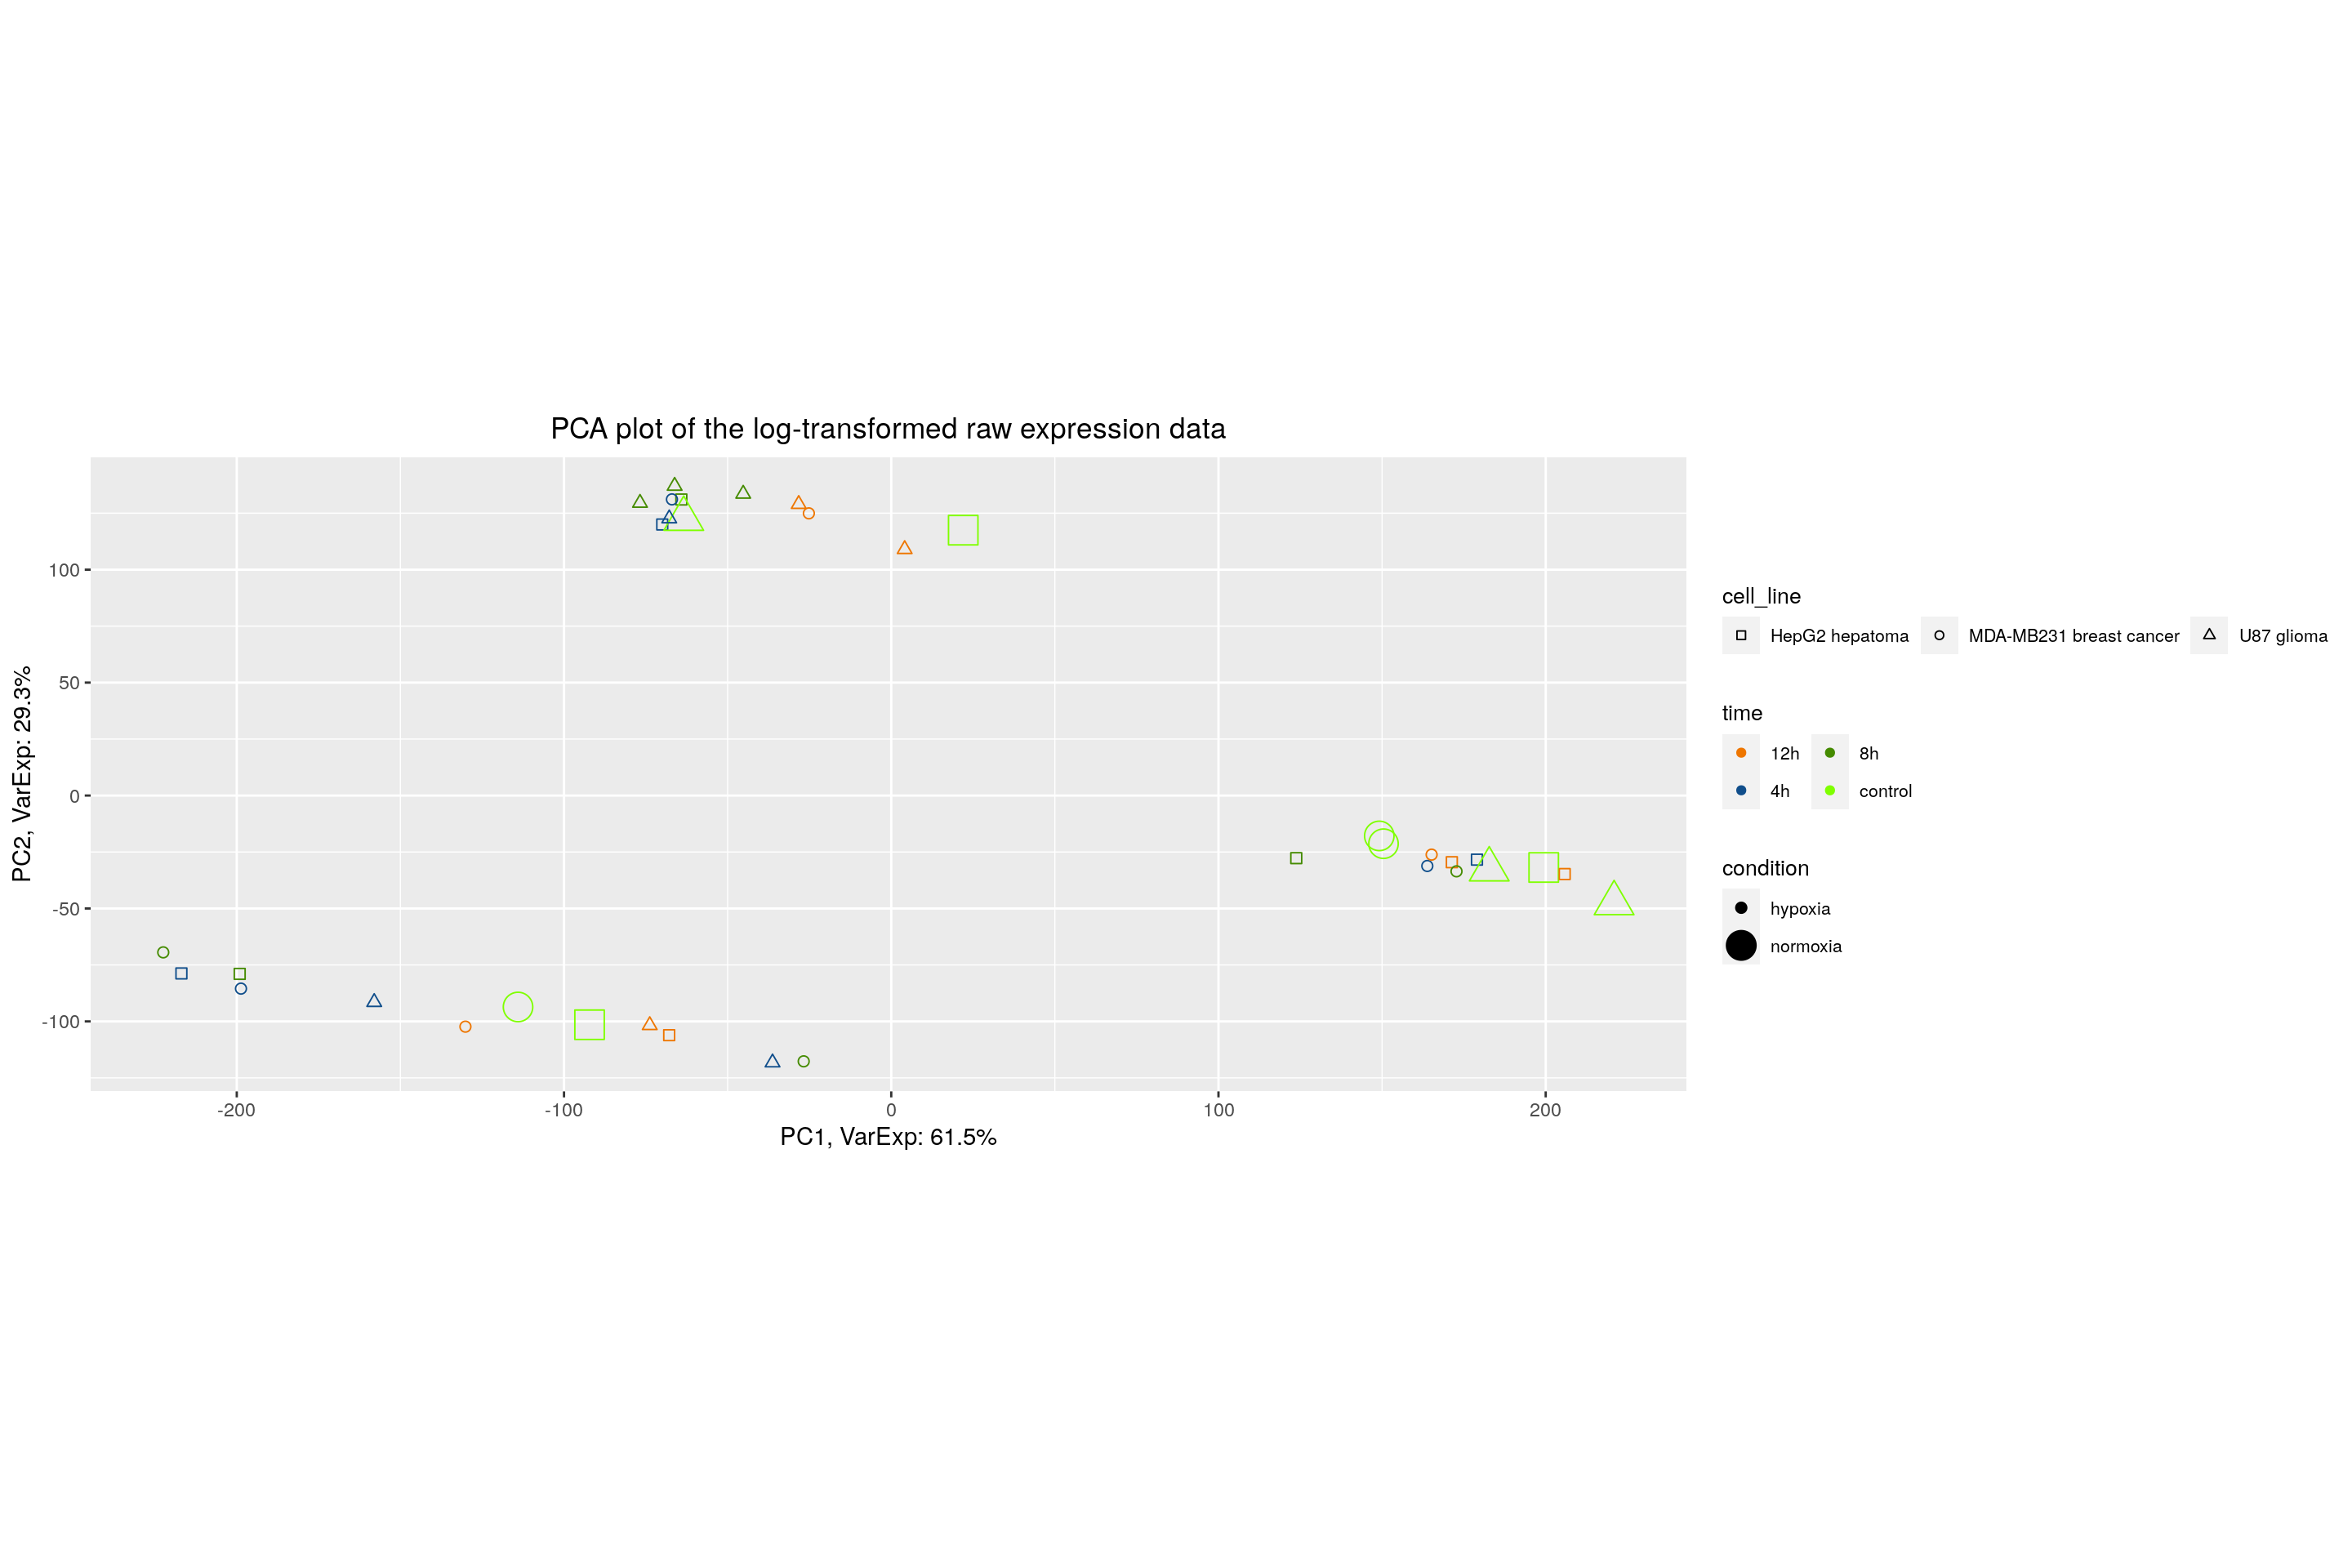 PCA plot of the log-transformed raw expression data
PC2, VarExp: 29.3%
100
50
0
-50
-100
-200
-100
0
100
200
PC1, VarExp: 61.5%
cell_line
HepG2 hepatoma
MDA-MB231 breast cancer
U87 glioma
time
12h
8h
4h
control
condition
hypoxia
normoxia